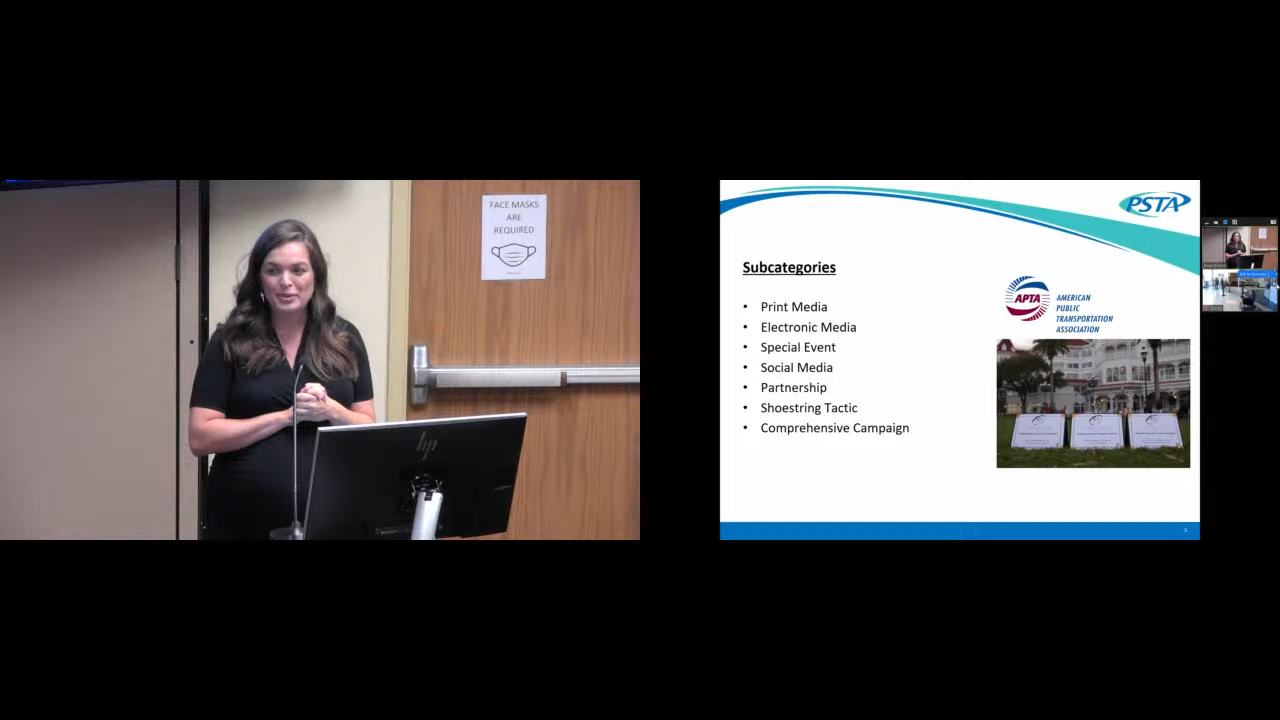 FACE MASKS
ARE
REQUIRED
hp
PSTA
Subcategories
• Print Media
• Electronic Media
• Special Event
• Social Media
• Partnership
• Shoestring Tactic
• Comprehensive Campaign
APTA
AMERICAN
PUBLIC
TRANSPORTATION
ASSOCIATION
5